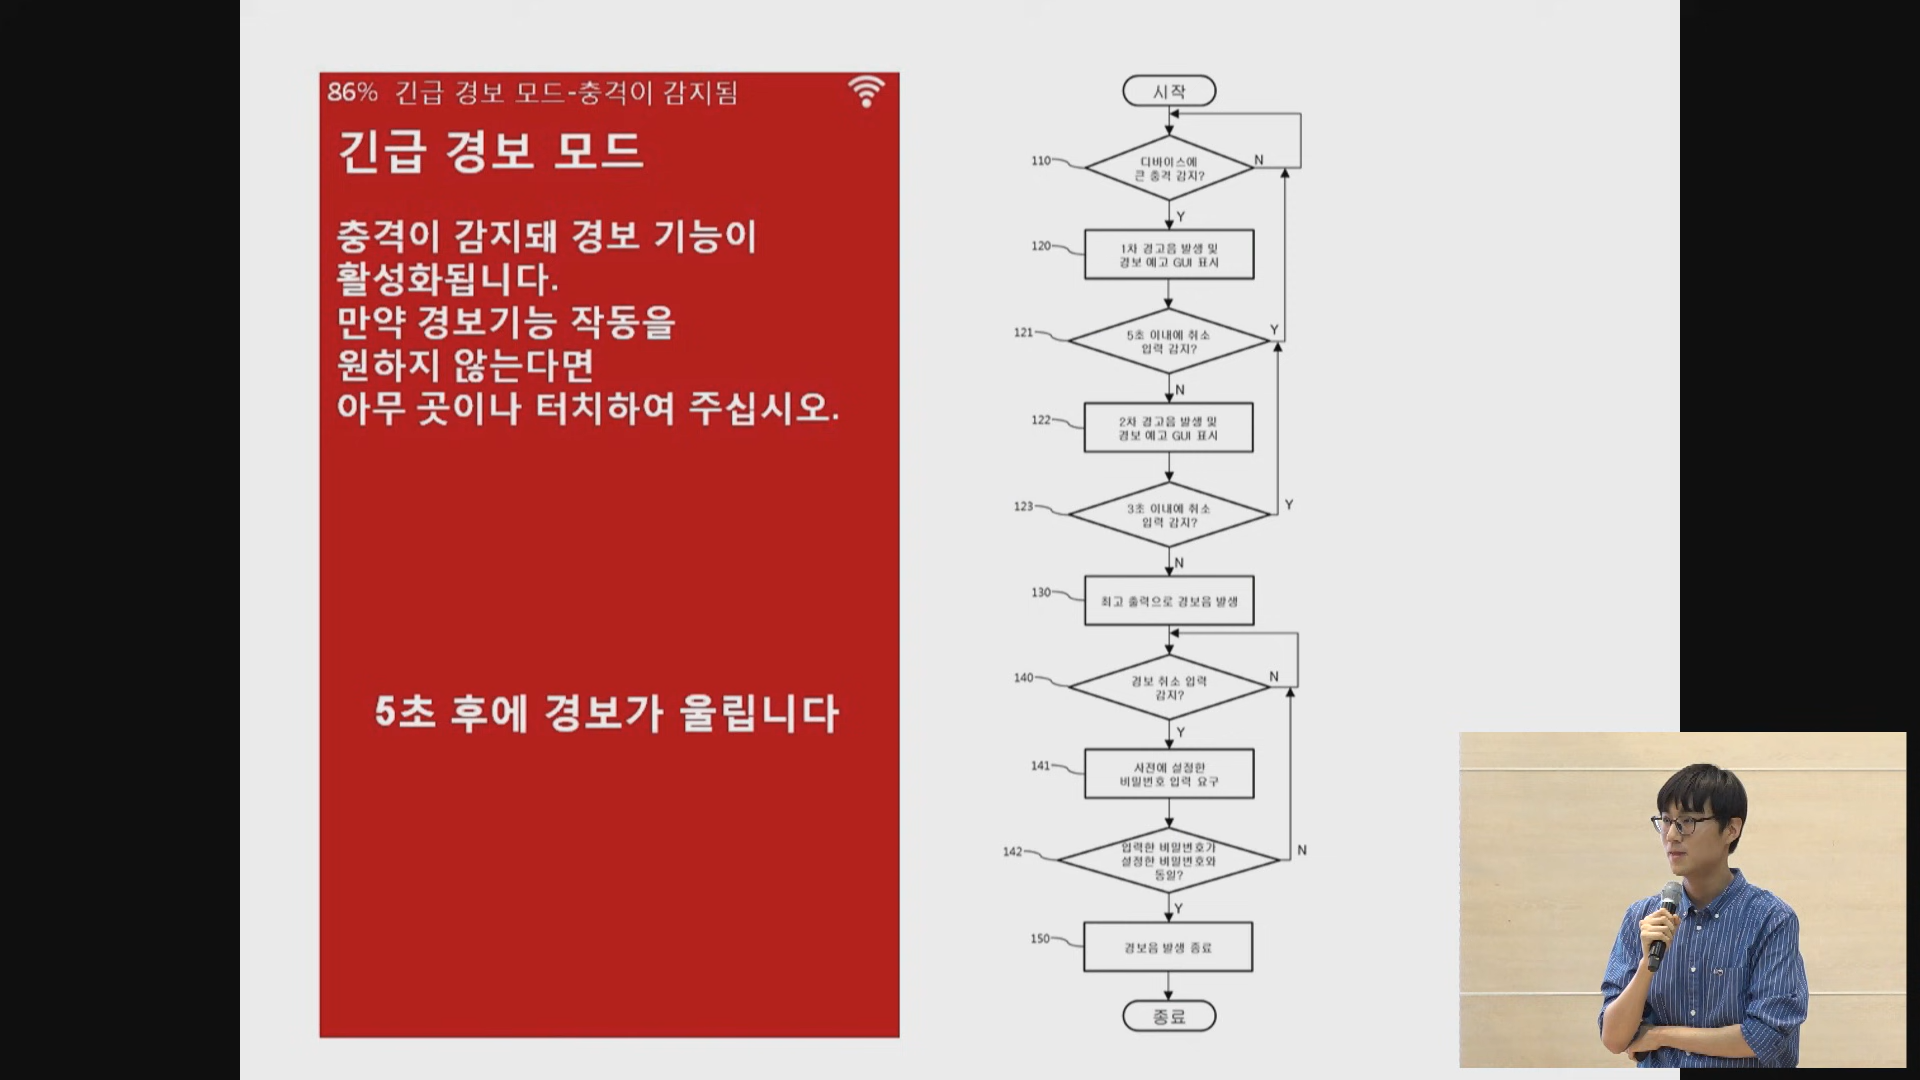 86% 긴급 경보 모드-충격이 감지됨
긴급 경보 모드
충격이 감지돼 경보 기능이
활성화됩니다.
만약 경보기능 작동을
원하지 않는다면
아무 곳이나 터치하여 주십시오.
5초 후에 경보가 울립니다
시작
110
디바이스에
큰 충격 감지?
N
Y
120
1차 경고음 발생 및
경보 예고 GUI 표시
121
5초 이내에 취소
입력 감지?
Y
N
122
2차 경고음 발생 및
경보 예고 GUI 표시
123
3초 이내에 취소
입력 감지?
Y
N
130
최고 출력으로 경보음 발생
140
경보 취소 입력
감지?
N
Y
141
사전에 설정한
비밀번호 입력 요구
142
입력한 비밀번호가
설정한 비밀번호와
동일?
N
Y
150
경보음 발생 종료
종료